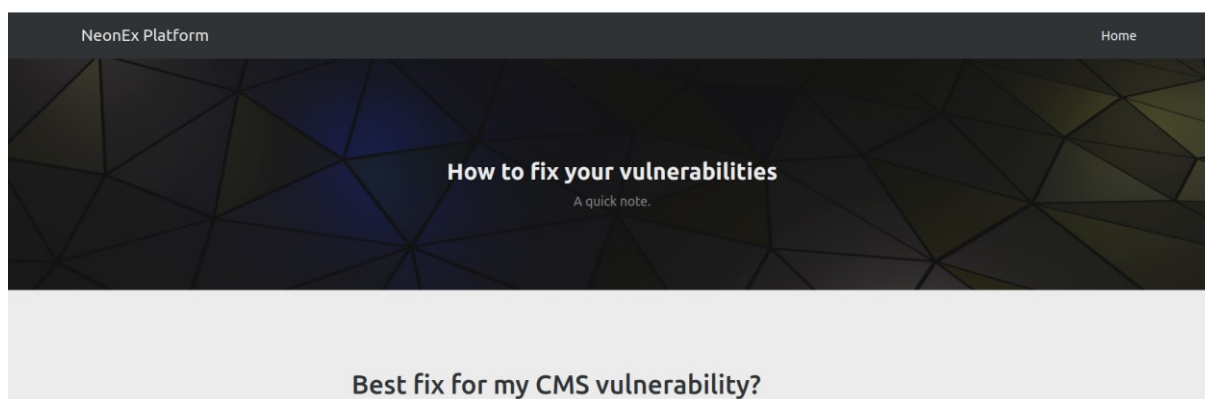 NeonEx Platform
Home
How to fix your vulnerabilities
A quick note.
Best fix for my CMS vulnerability?